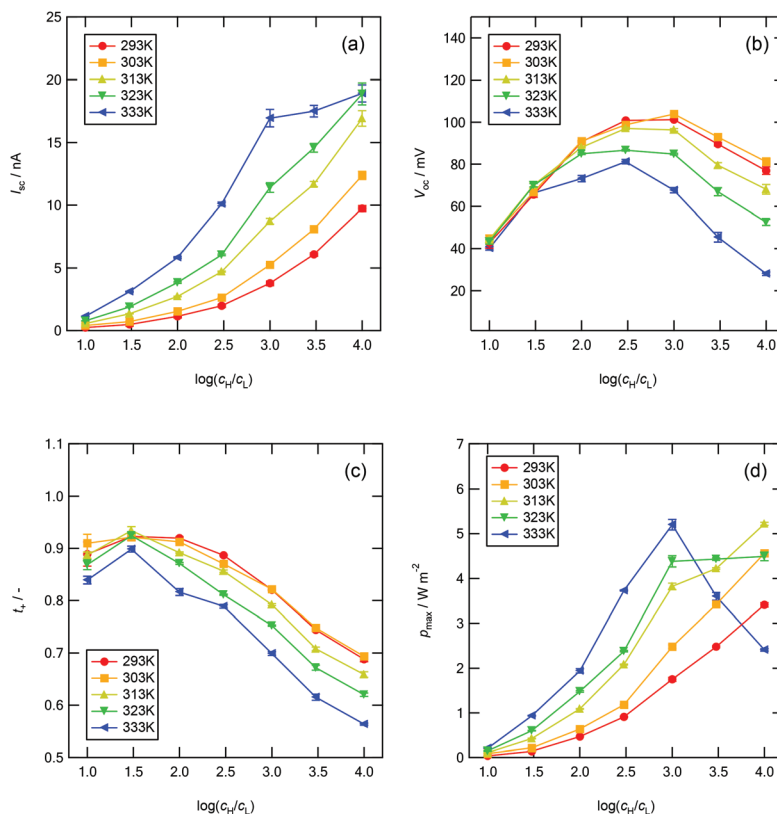 (a)
293K
303K
313K
323K
333K
25
20
15
10
5
0
I_sc / nA
1.0 1.5 2.0 2.5 3.0 3.5 4.0
log(c_H/c_L)
(b)
293K
303K
313K
323K
333K
140
120
100
80
60
40
20
V_oc / mV
1.0 1.5 2.0 2.5 3.0 3.5 4.0
log(c_H/c_L)
(c)
1.1
1.0
0.9
0.8
0.7
0.6
0.5
t_+ / -
293K
303K
313K
323K
333K
1.0 1.5 2.0 2.5 3.0 3.5 4.0
log(c_H/c_L)
(d)
293K
303K
313K
323K
333K
7
6
5
4
3
2
1
0
p_max / W m^-2
1.0 1.5 2.0 2.5 3.0 3.5 4.0
log(c_H/c_L)